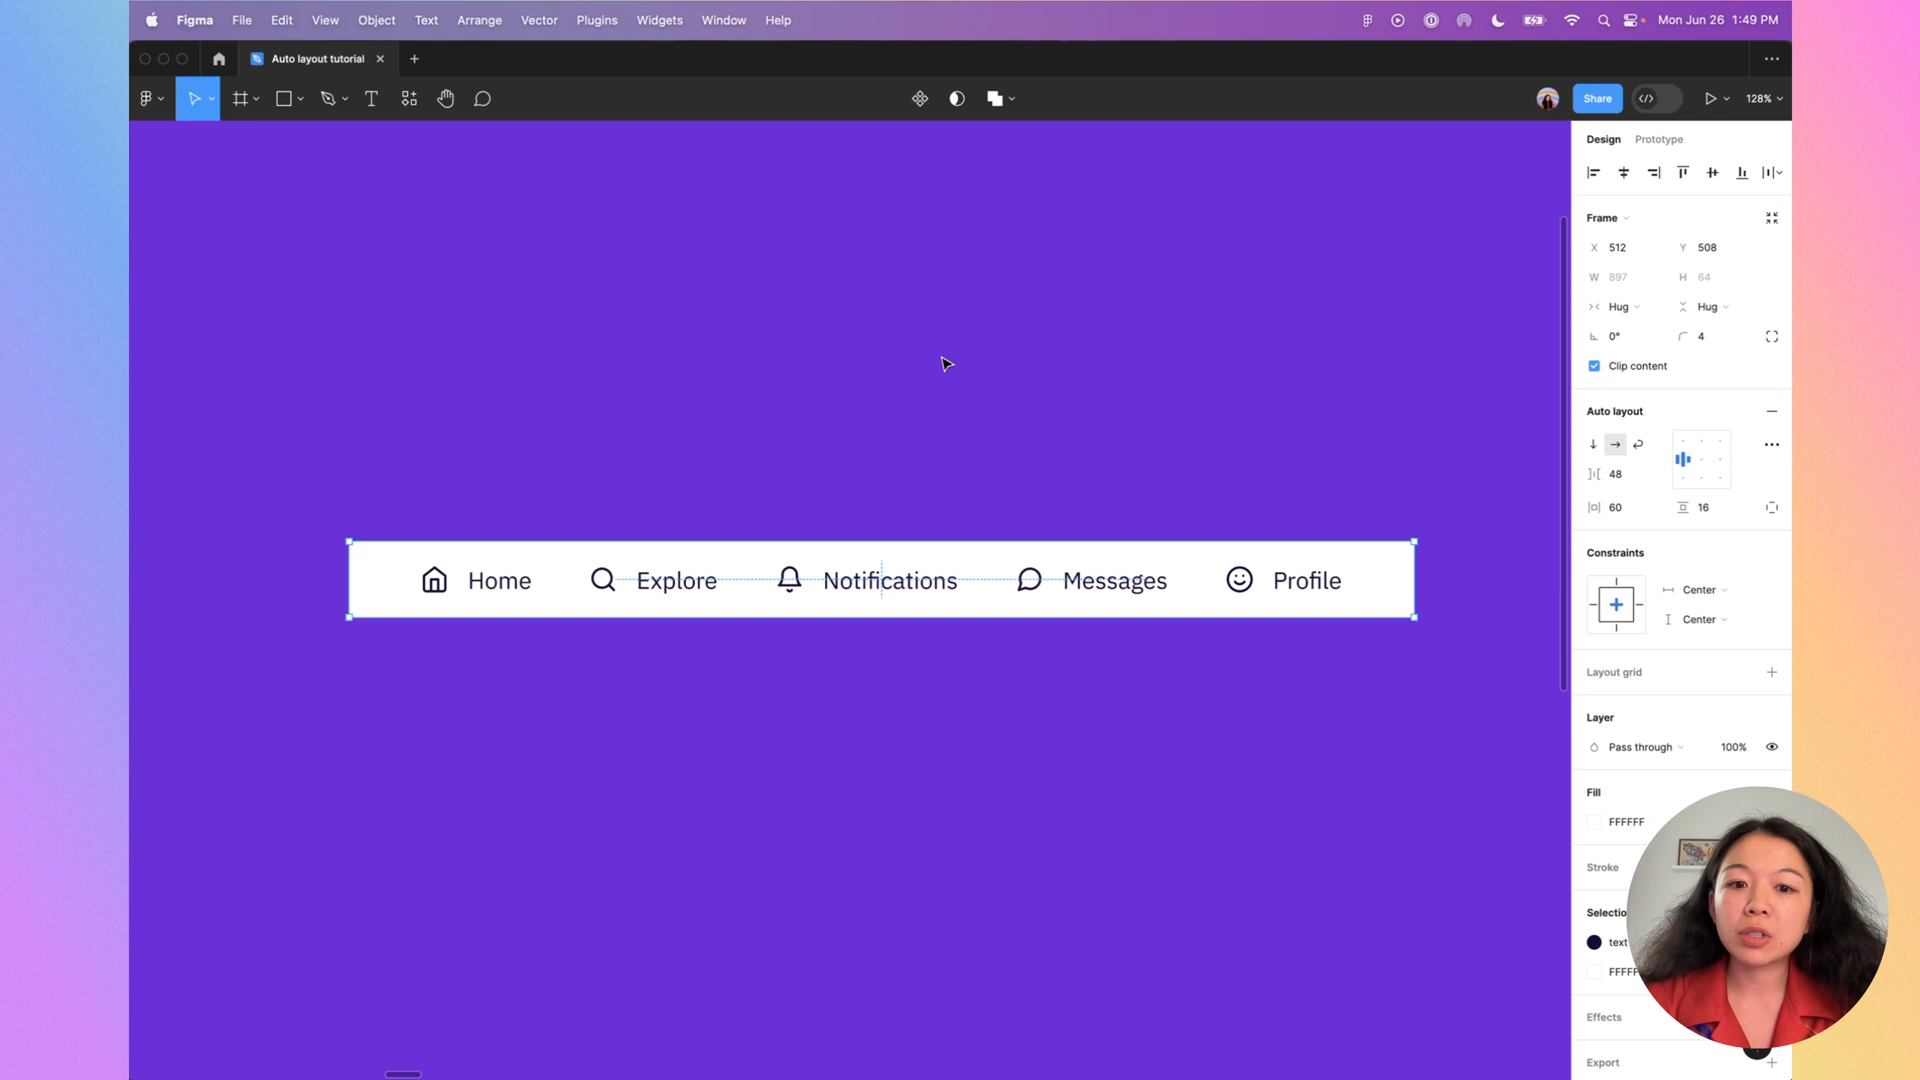 Figma File Edit View Object Text Arrange Vector Plugins Widgets Window Help Mon Jun 26 1:49 PM
Auto layout tutorial
Share 128%
Design Prototype
Frame
X 512 Y 508
W 897 H 64
Hug Hug
0° 4
Clip content
Auto layout
48
60 16
Home Explore Notifications Messages Profile
Constraints
Center
Center
Layout grid
Layer
Pass through 100%
Fill
FFFFFF
Stroke
text
Effects
Export